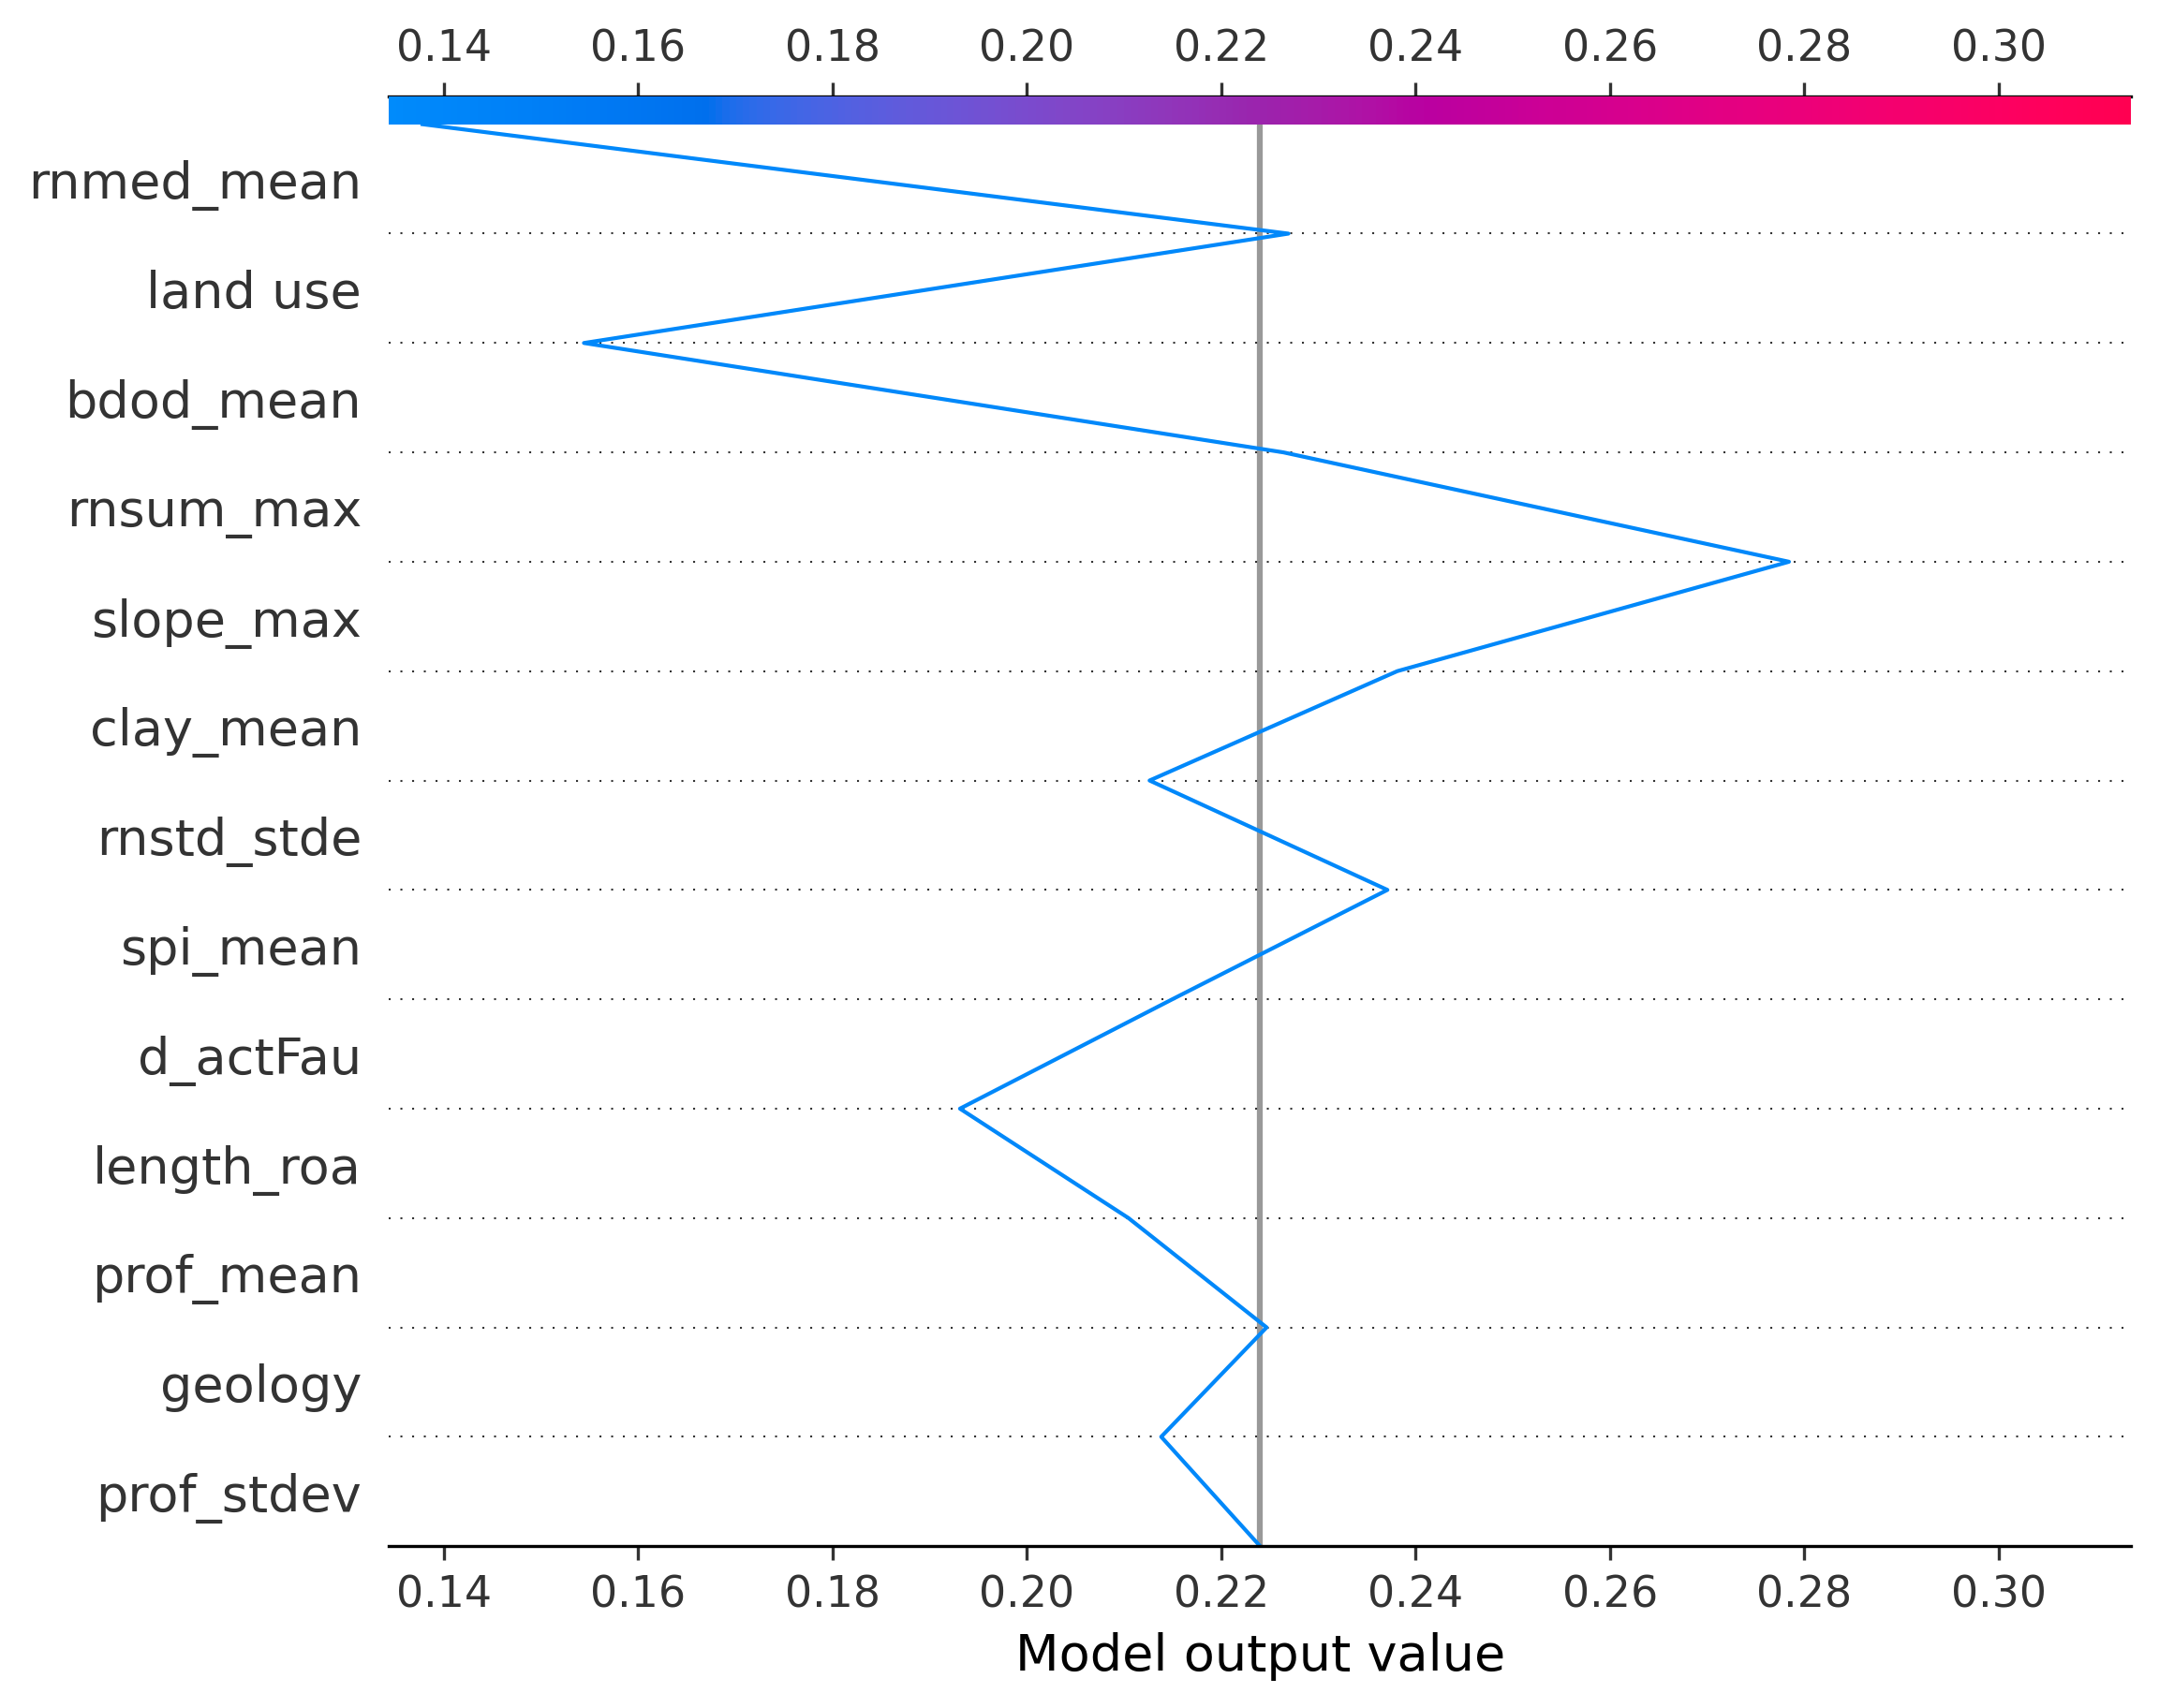 0.14 0.16 0.18 0.20 0.22 0.24 0.26 0.28 0.30
rnmed_mean
land use
bdod_mean
rnsum_max
slope_max
clay_mean
rnstd_stde
spi_mean
d_actFau
length_roa
prof_mean
geology
prof_stdev
0.14 0.16 0.18 0.20 0.22 0.24 0.26 0.28 0.30
Model output value